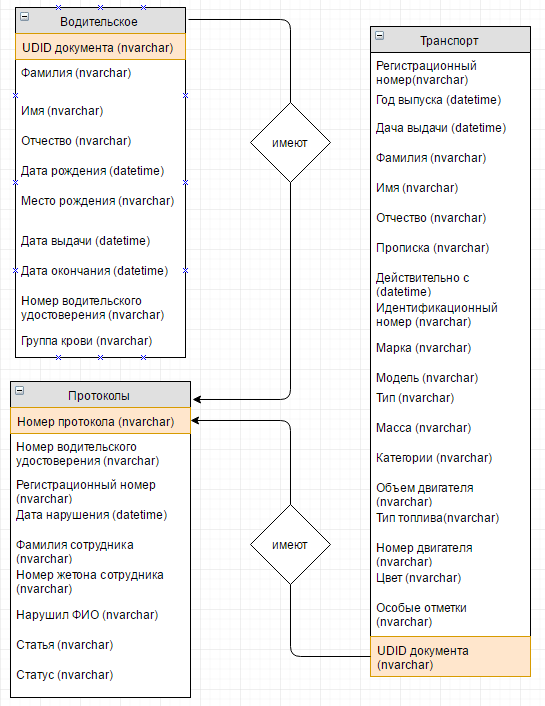 Водительское
UDID документа (nvarchar)
Фамилия (nvarchar)
Имя (nvarchar)
Отчество (nvarchar)
Дата рождения (datetime)
Место рождения (nvarchar)
Дата выдачи (datetime)
Дата окончания (datetime)
Номер водительского
удостоверения (nvarchar)
Группа крови (nvarchar)
имеют
Протоколы
Номер протокола (nvarchar)
Номер водительского
удостоверения (nvarchar)
Регистрационный номер
(nvarchar)
Дата нарушения (datetime)
Фамилия сотрудника
(nvarchar)
Номер жетона сотрудника
(nvarchar)
Нарушил ФИО (nvarchar)
Статья (nvarchar)
Статус (nvarchar)
имеют
Транспорт
Регистрационный
номер(nvarchar)
Год выпуска (datetime)
Дача выдачи (datetime)
Фамилия (nvarchar)
Имя (nvarchar)
Отчество (nvarchar)
Прописка (nvarchar)
Действительно с
(datetime)
Идентификационный
номер (nvarchar)
Марка (nvarchar)
Модель (nvarchar)
Тип (nvarchar)
Масса (nvarchar)
Категории (nvarchar)
Объем двигателя
(nvarchar)
Тип топлива(nvarchar)
Номер двигателя
(nvarchar)
Цвет (nvarchar)
Особые отметки
(nvarchar)
UDID документа
(nvarchar)